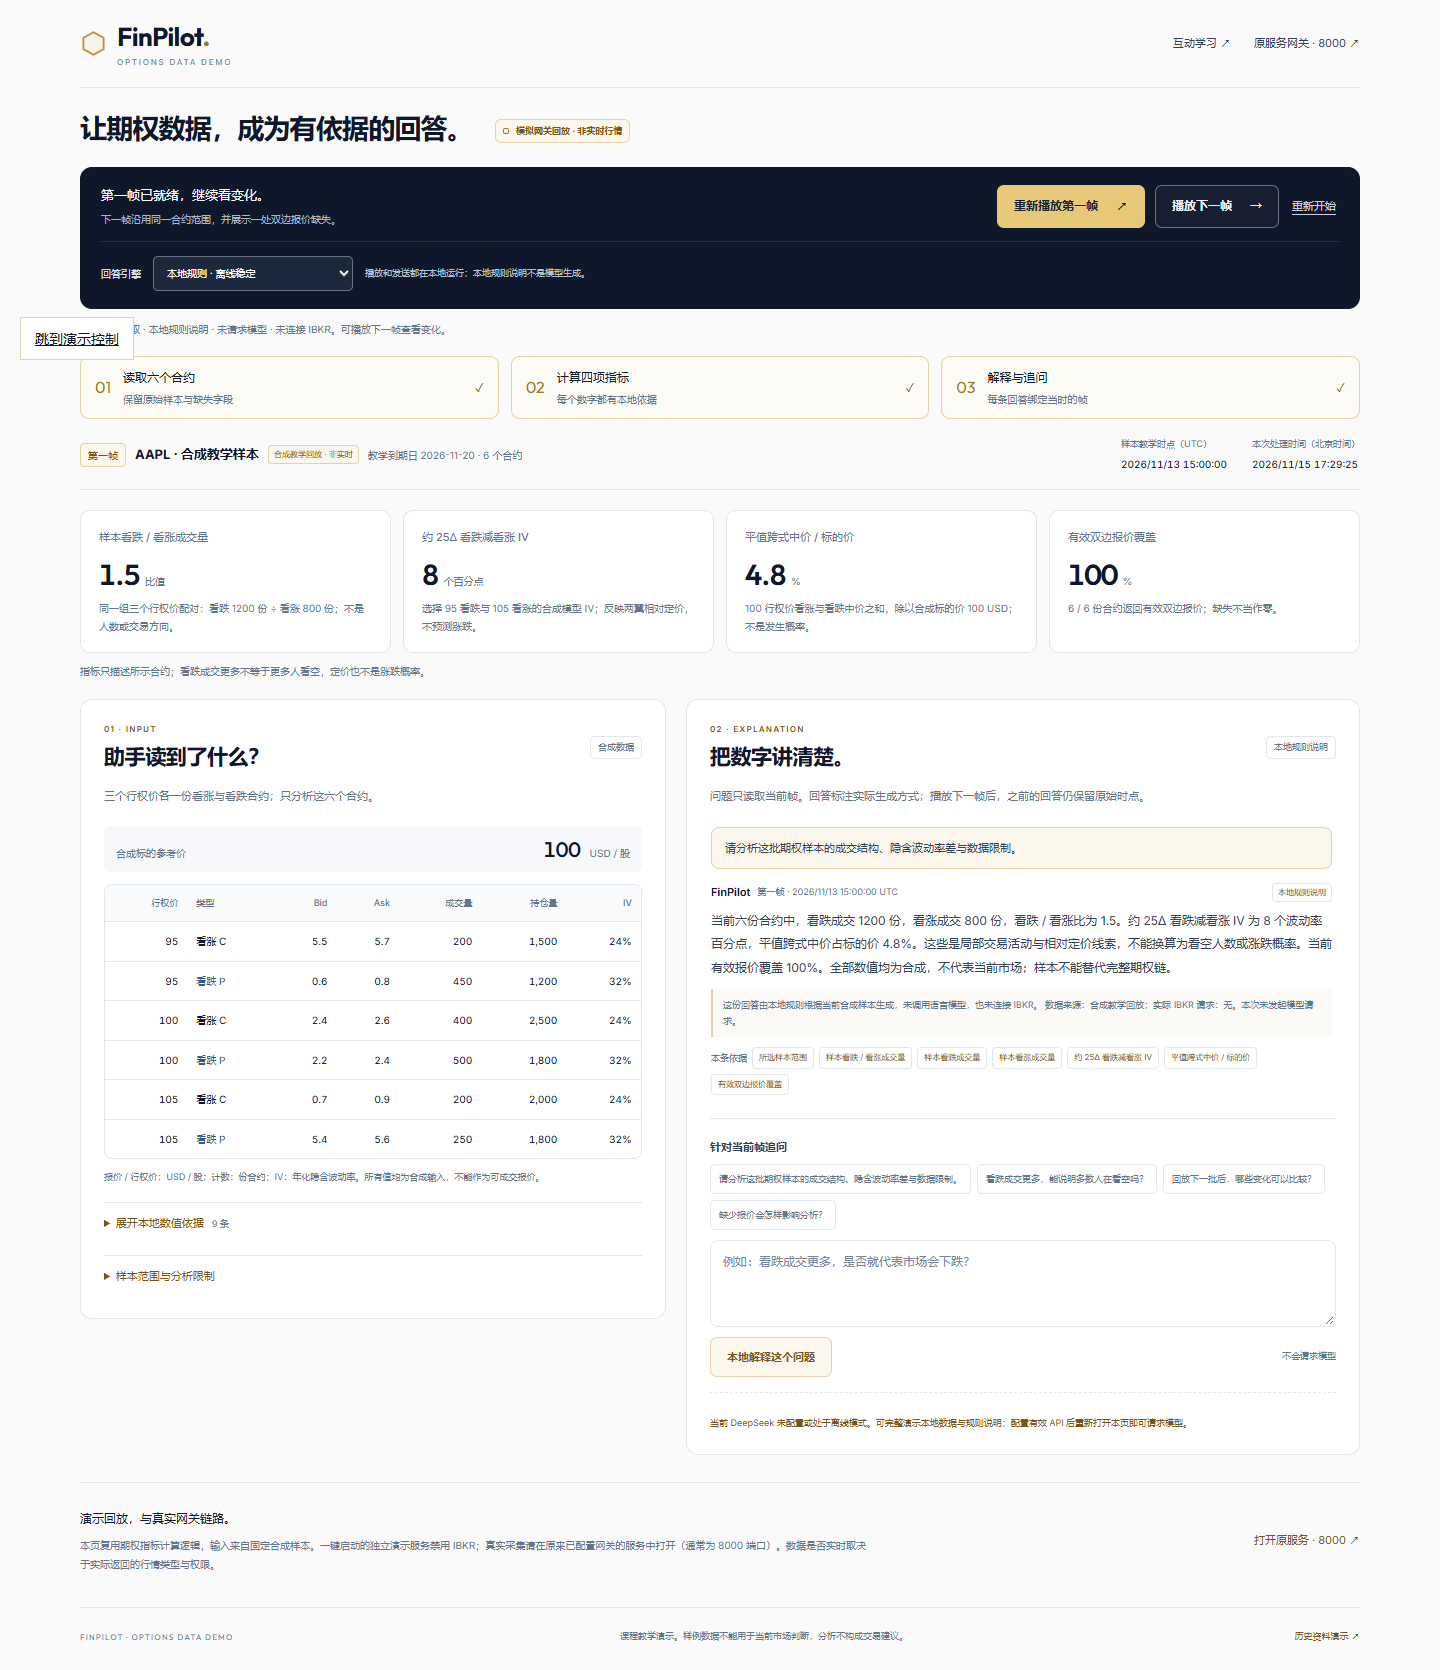 FinPilot.
OPTIONS DATA DEMO
互动学习 ↗
原服务网关 · 8000 ↗
让期权数据，成为有依据的回答。
模拟网关回放 · 非实时行情
第一帧已就绪，继续看变化。
下一帧沿用同一合约范围，并展示一处双边报价缺失。
重新播放第一帧 ↗
播放下一帧 →
重新开始
回答引擎
本地规则 · 离线稳定
播放和发送都在本地运行；本地规则说明不是模型生成。
跳到演示控制
· 本地规则说明 · 未请求模型 · 未连接 IBKR。可播放下一帧查看变化。
01
读取六个合约
保留原始样本与缺失字段
✓
02
计算四项指标
每个数字都有本地依据
✓
03
解释与追问
每条回答绑定当时的帧
✓
第一帧
AAPL · 合成教学样本
合成教学回放 · 非实时
教学到期日 2026-11-20 · 6 个合约
样本教学时点（UTC）
2026/11/13 15:00:00
本次处理时间（北京时间）
2026/11/15 17:29:25
样本看跌 / 看涨成交量
1.5 比值
同一组三个行权价配对：看跌 1200 份 ÷ 看涨 800 份；不是
人数或交易方向。
约 25Δ 看跌减看涨 IV
8 个百分点
选择 95 看跌与 105 看涨的合成模型 IV；反映两翼相对定价，
不预测涨跌。
平值跨式中价 / 标的价
4.8 %
100 行权价看涨与看跌中价之和，除以合成标的价 100 USD；
不是发生概率。
有效双边报价覆盖
100 %
6 / 6 份合约返回有效双边报价；缺失不当作零。
指标只描述所示合约；看跌成交更多不等于更多人看空，定价也不是涨跌概率。
01 · INPUT
助手读到了什么？
合成数据
三个行权价各一份看涨与看跌合约；只分析这六个合约。
合成标的参考价
100 USD / 股
行权价 类型 Bid Ask 成交量 持仓量 IV
95 看涨 C 5.5 5.7 200 1,500 24%
95 看跌 P 0.6 0.8 450 1,200 32%
100 看涨 C 2.4 2.6 400 2,500 24%
100 看跌 P 2.2 2.4 500 1,800 32%
105 看涨 C 0.7 0.9 200 2,000 24%
105 看跌 P 5.4 5.6 250 1,800 32%
报价 / 行权价：USD / 股；计数：份合约；IV：年化隐含波动率。所有值均为合成输入，不能作为可成交报价。
▶ 展开本地数值依据 9 条
▶ 样本范围与分析限制
02 · EXPLANATION
把数字讲清楚。
本地规则说明
问题只读取当前帧。回答标注实际生成方式；播放下一帧后，之前的回答仍保留原始时点。
请分析这批期权样本的成交结构、隐含波动率差与数据限制。
FinPilot 第一帧 · 2026/11/13 15:00:00 UTC
本地规则说明
当前六份合约中，看跌成交 1200 份，看涨成交 800 份，看跌 / 看涨比为 1.5。约 25Δ 看跌减看涨 IV 为 8 个波动率
百分点，平值跨式中价占标的价 4.8%。这些是局部交易活动与相对定价线索，不能换算为看空人数或涨跌概率。当前
有效报价覆盖 100%。全部数值均为合成，不代表当前市场；样本不能替代完整期权链。
这份回答由本地规则根据当前合成样本生成，未调用语言模型，也未连接 IBKR。 数据来源：合成教学回放；实际 IBKR 请求：无。本次未发起模型请
求。
本条依据 所选样本范围 样本看跌 / 看涨成交量 样本看跌成交量 样本看涨成交量 约 25Δ 看跌减看涨 IV 平值跨式中价 / 标的价
有效双边报价覆盖
针对当前帧追问
请分析这批期权样本的成交结构、隐含波动率差与数据限制。
看跌成交更多，能说明多数人在看空吗？
回放下一批后，哪些变化可以比较？
缺少报价会怎样影响分析？
例如：看跌成交更多，是否就代表市场会下跌？
本地解释这个问题
不会请求模型
当前 DeepSeek 未配置或处于离线模式。可完整演示本地数据与规则说明；配置有效 API 后重新打开本页即可请求模型。
演示回放，与真实网关链路。
本页复用期权指标计算逻辑，输入来自固定合成样本。一键启动的独立演示服务禁用 IBKR；真实采集请在原来已配置网关的服务中打开（通常为 8000 端口）。数据是否实时取决
于实际返回的行情类型与权限。
打开原服务 · 8000 ↗
FINPILOT · OPTIONS DATA DEMO
课程教学演示。样例数据不能用于当前市场判断，分析不构成交易建议。
历史资料演示 ↗